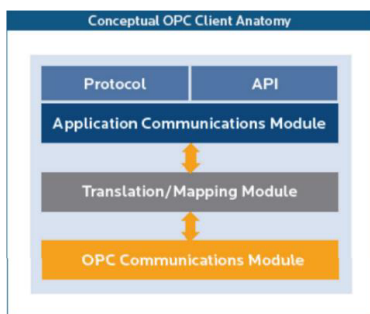 Conceptual OPC Client Anatomy
Protocol API
Application Communications Module
Translation/Mapping Module
OPC Communications Module